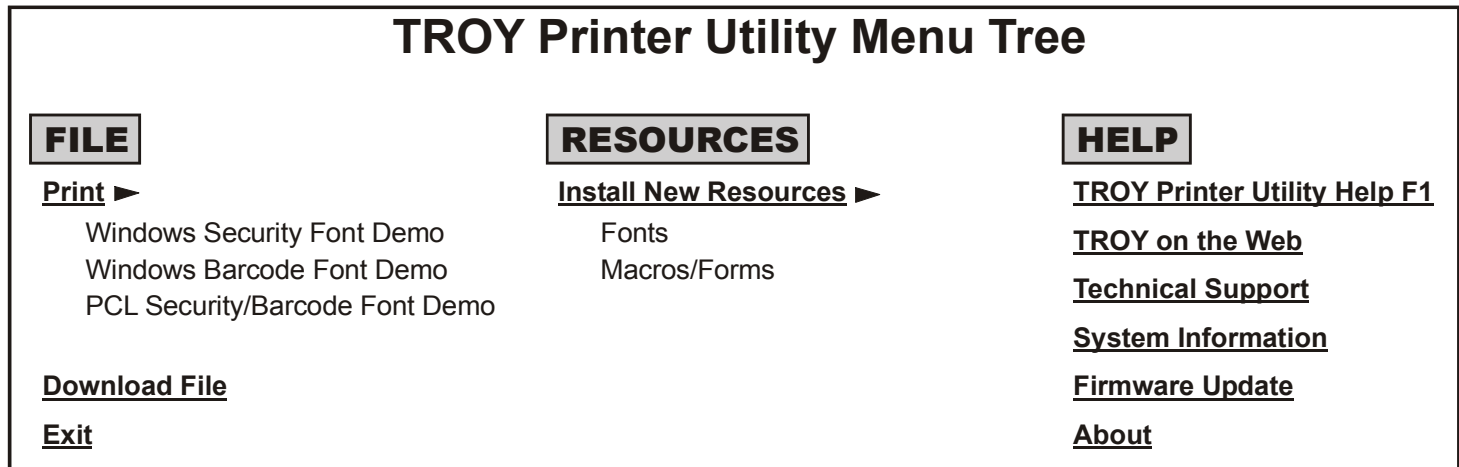 TROY Printer Utility Menu Tree
FILE
Print
Windows Security Font Demo
Windows Barcode Font Demo
PCL Security/Barcode Font Demo
Download File
Exit
RESOURCES
Install New Resources
Fonts
Macros/Forms
HELP
TROY Printer Utility Help F1
TROY on the Web
Technical Support
System Information
Firmware Update
About